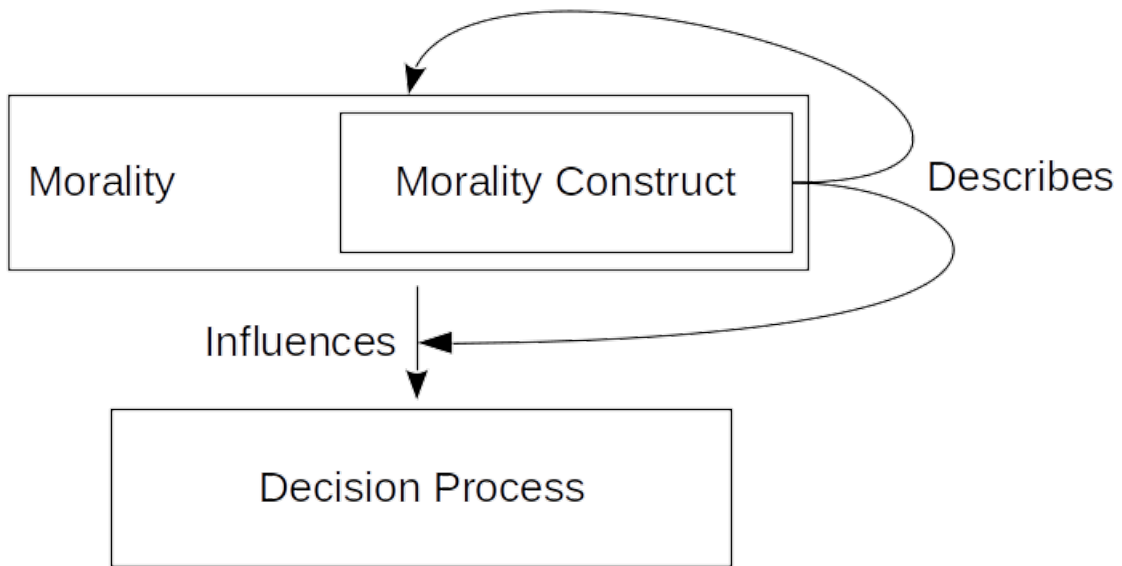 Morality
Morality Construct
Describes
Influences
Decision Process